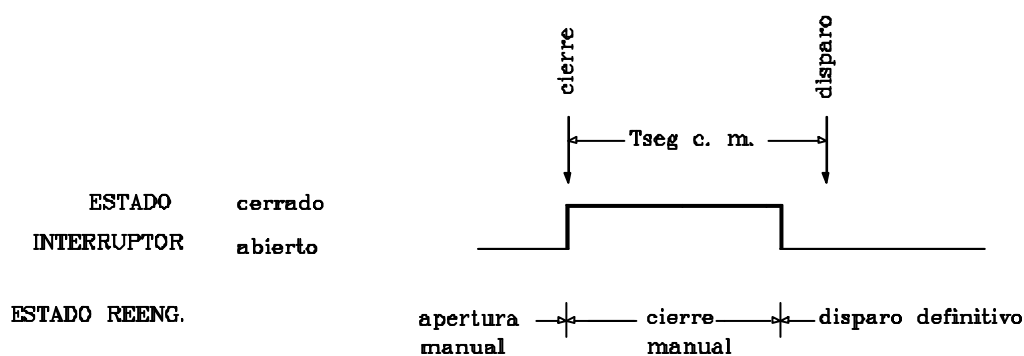 cierre
disparo
Tseg c. m.
ESTADO cerrado
INTERRUPTOR abierto
ESTADO REENG.
apertura manual
cierre manual
disparo definitivo